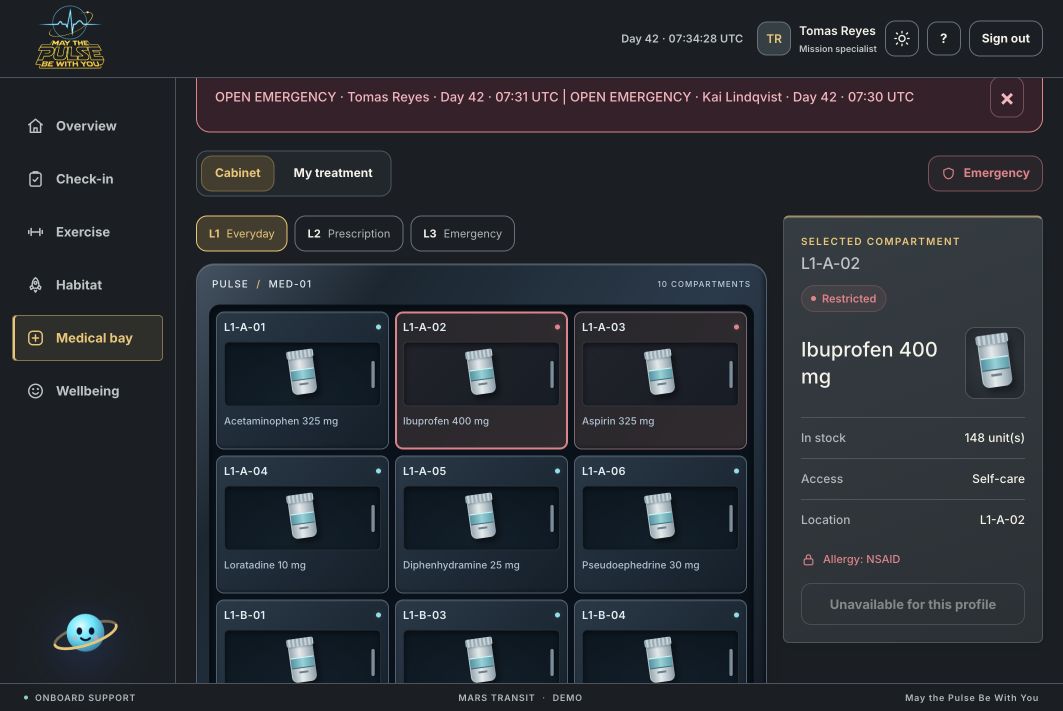 MAY THE
PULSE
BE WITH YOU
Day 42 · 07:34:28 UTC
TR
Tomas Reyes
Mission specialist
?
Sign out
Overview
Check-in
Exercise
Habitat
Medical bay
Wellbeing
OPEN EMERGENCY · Tomas Reyes · Day 42 · 07:31 UTC | OPEN EMERGENCY · Kai Lindqvist · Day 42 · 07:30 UTC
Cabinet
My treatment
Emergency
L1 Everyday
L2 Prescription
L3 Emergency
PULSE / MED-01
10 COMPARTMENTS
L1-A-01
Acetaminophen 325 mg
L1-A-02
Ibuprofen 400 mg
L1-A-03
Aspirin 325 mg
L1-A-04
Loratadine 10 mg
L1-A-05
Diphenhydramine 25 mg
L1-A-06
Pseudoephedrine 30 mg
L1-B-01
L1-B-03
L1-B-04
SELECTED COMPARTMENT
L1-A-02
Restricted
Ibuprofen 400
mg
In stock 148 unit(s)
Access Self-care
Location L1-A-02
Allergy: NSAID
Unavailable for this profile
ONBOARD SUPPORT
MARS TRANSIT · DEMO
May the Pulse Be With You